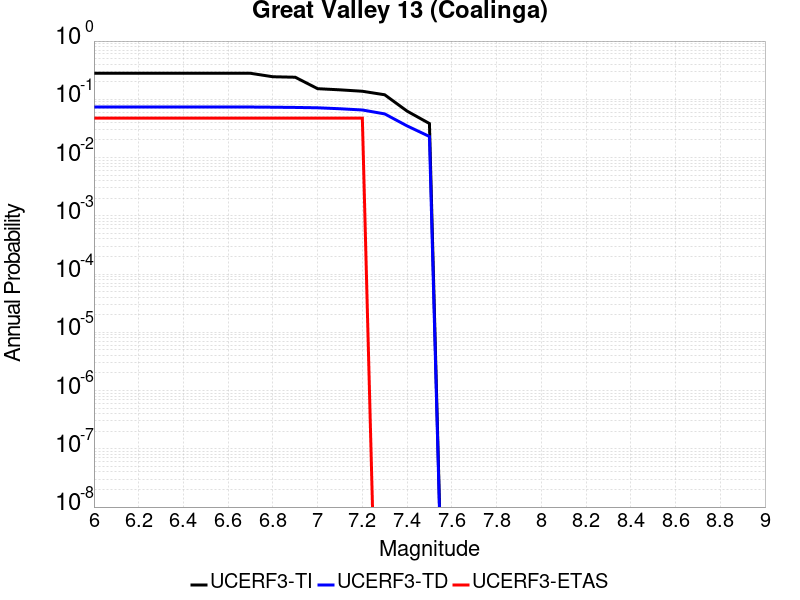 Great Valley 13 (Coalinga)
10 0
10 -1
10 -2
10 -3
10 -4
10 -5
10 -6
10 -7
10 -8
Annual Probability
6 6.2 6.4 6.6 6.8 7 7.2 7.4 7.6 7.8 8 8.2 8.4 8.6 8.8 9
Magnitude
UCERF3-TI UCERF3-TD UCERF3-ETAS